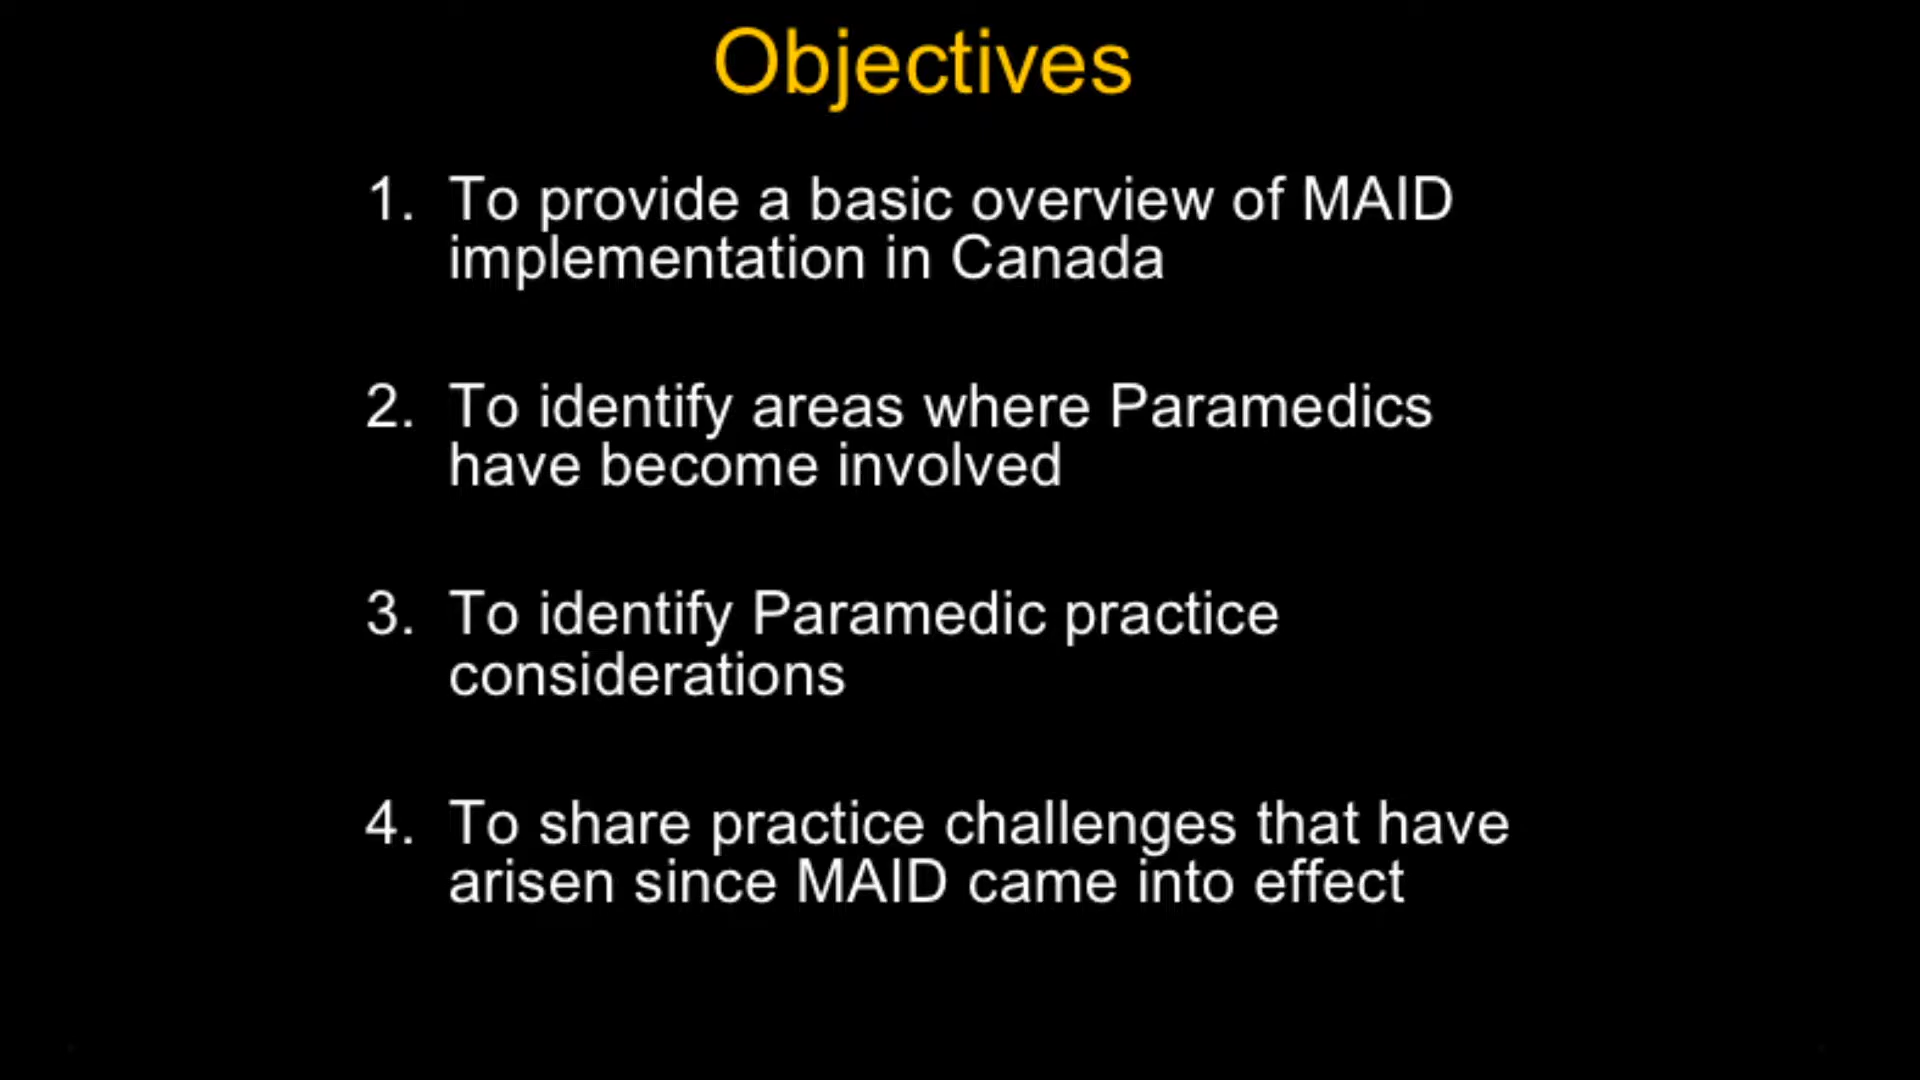 Objectives
1. To provide a basic overview of MAID
implementation in Canada
2. To identify areas where Paramedics
have become involved
3. To identify Paramedic practice
considerations
4. To share practice challenges that have
arisen since MAID came into effect